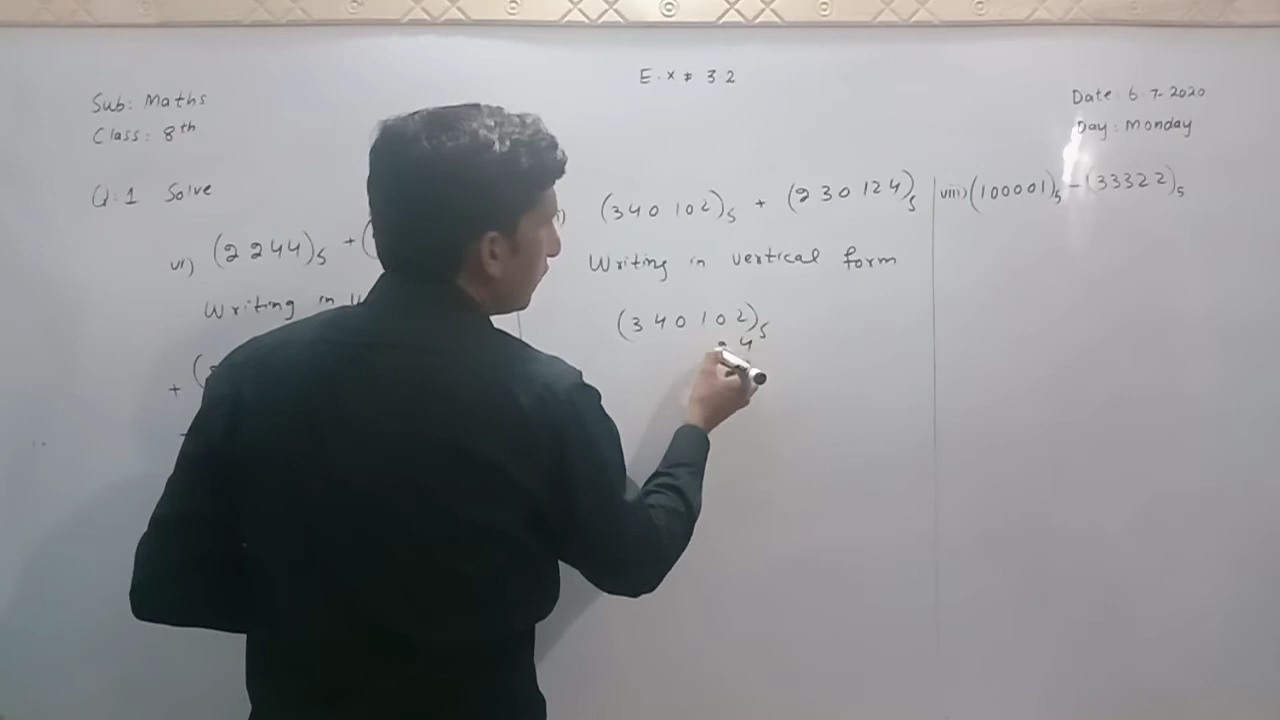 E.x # 3.2
Sub: Maths
Class: 8th
Date: 6.7.2020
Day: Monday
Q.1 Solve
vi) (2244)5 + (
Writing in
(
+
) (340102)5 + (230124)5
Writing in vertical form
(340102)5
4
viii) (100001)5 - (33322)5